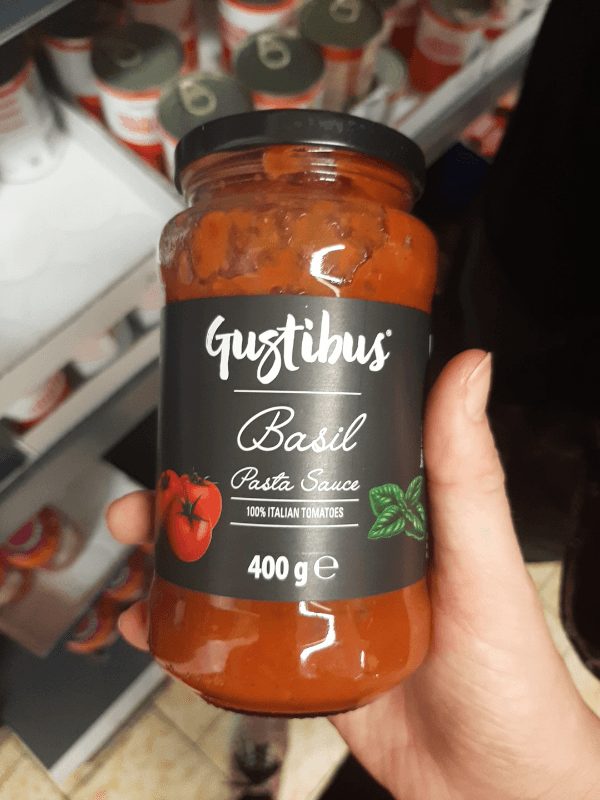 Gustibus®
Basil
Pasta Sauce
100% ITALIAN TOMATOES
400 g ℮